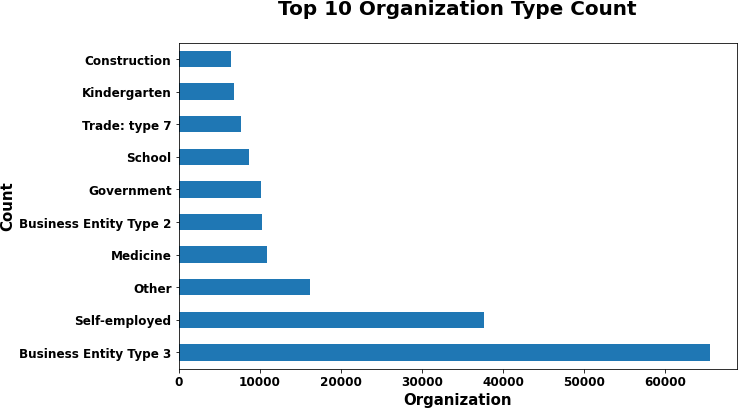 Top 10 Organization Type Count
Construction
Kindergarten
Trade: type 7
School
Government
Business Entity Type 2
Medicine
Other
Self-employed
Business Entity Type 3
Count
0 10000 20000 30000 40000 50000 60000
Organization